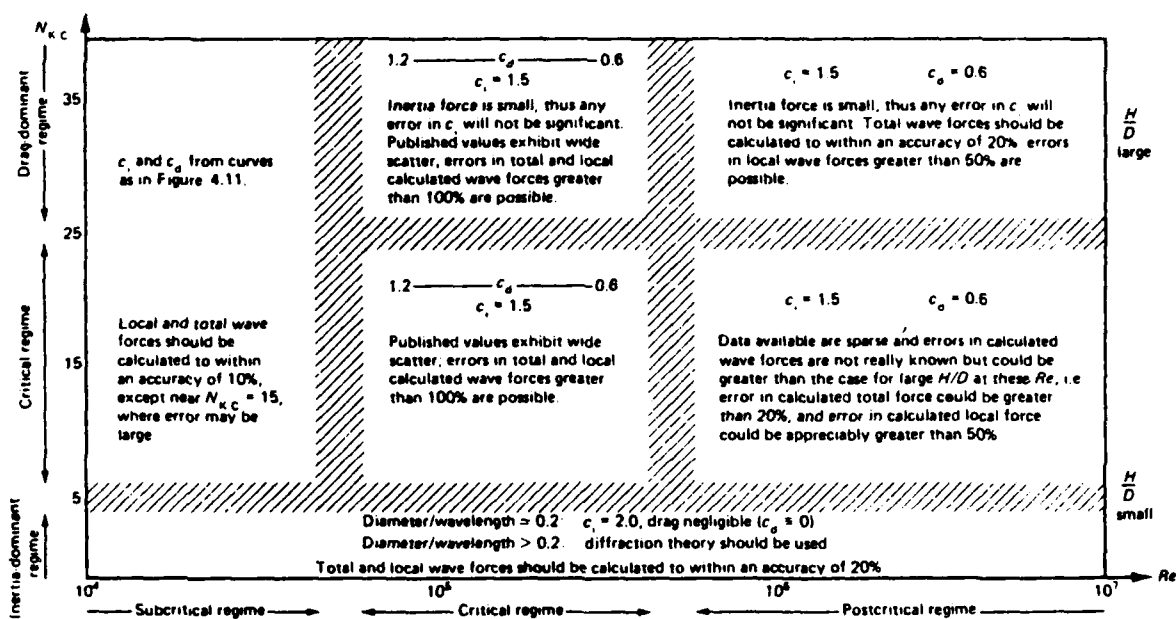 N_KC
35
25
15
5
Drag-dominant
regime
Critical regime
Inertia-dominant
regime
c_i and c_d from curves
as in Figure 4.11.
Local and total wave
forces should be
calculated to within
an accuracy of 10%,
except near N_KC = 15,
where error may be
large
1.2 — c_d — 0.6
c_i = 1.5
Inertia force is small, thus any
error in c_i will not be significant.
Published values exhibit wide
scatter, errors in total and local
calculated wave forces greater
than 100% are possible.
1.2 — c_d — 0.6
c_i = 1.5
Published values exhibit wide
scatter; errors in total and local
calculated wave forces greater
than 100% are possible.
c_i = 1.5 c_d = 0.6
Inertia force is small, thus any error in c_i will
not be significant Total wave forces should be
calculated to within an accuracy of 20% errors
in local wave forces greater than 50% are
possible.
c_i = 1.5 c_d = 0.6
Data available are sparse and errors in calculated
wave forces are not really known but could be
greater than the case for large H/D at these Re, i.e
error in calculated total force could be greater
than 20%, and error in calculated local force
could be appreciably greater than 50%
H
D
large
H
D
small
Diameter/wavelength = 0.2: c_i = 2.0, drag negligible (c_d ≈ 0)
Diameter/wavelength > 0.2. diffraction theory should be used
Total and local wave forces should be calculated to within an accuracy of 20%
10⁴
10⁵
10⁶
10⁷
Re
Subcritical regime
Critical regime
Postcritical regime